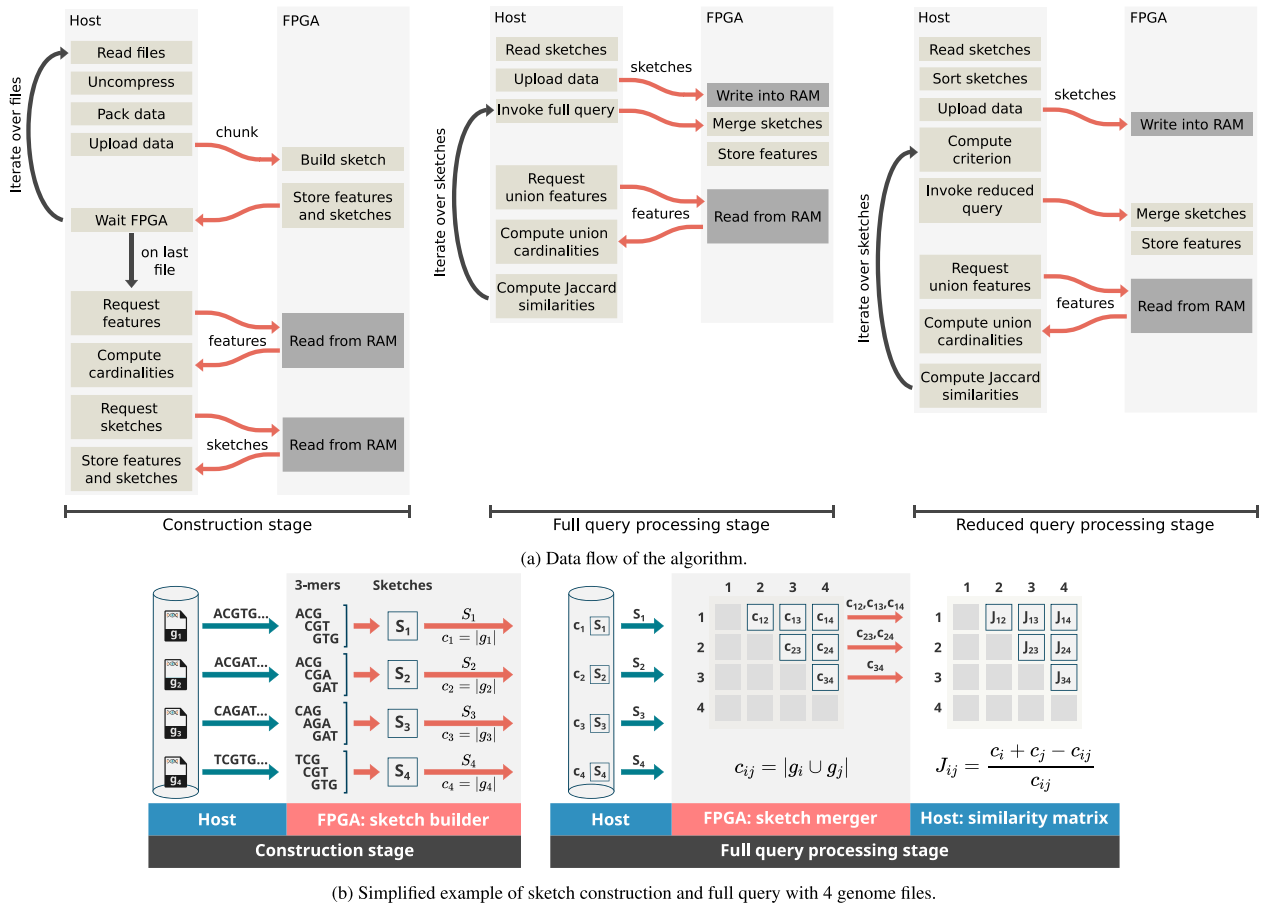 Host
FPGA
Read files
Uncompress
Pack data
Upload data
chunk
Build sketch
Store features
and sketches
Wait FPGA
on last
file
Iterate over files
Request
features
Compute
cardinalities
features
Read from RAM
Request
sketches
Store features
and sketches
sketches
Read from RAM
Construction stage
Host
FPGA
Read sketches
Upload data
sketches
Write into RAM
Invoke full query
Merge sketches
Store features
Iterate over sketches
Request
union features
Compute union
cardinalities
features
Read from RAM
Compute Jaccard
similarities
Full query processing stage
Host
FPGA
Read sketches
Sort sketches
Upload data
sketches
Write into RAM
Compute
criterion
Invoke reduced
query
Merge sketches
Store features
Iterate over sketches
Request
union features
Compute union
cardinalities
features
Read from RAM
Compute Jaccard
similarities
Reduced query processing stage
(a) Data flow of the algorithm.
3-mers
Sketches
g1
ACGTG...
ACG
CGT
GTG
S1
S1
c1 = |g1|
g2
ACGAT...
ACG
CGA
GAT
S2
S2
c2 = |g2|
g3
CAGAT...
CAG
AGA
GAT
S3
S3
c3 = |g3|
g4
TCGTG...
TCG
CGT
GTG
S4
S4
c4 = |g4|
Host
FPGA: sketch builder
Construction stage
c1 S1
S1
c2 S2
S2
c3 S3
S3
c4 S4
S4
1 2 3 4
1 c12 c13 c14
c12,c13,c14
2 c23 c24
c23,c24
3 c34
c34
4
cij = |gi ∪ gj|
1 2 3 4
1 J12 J13 J14
2 J23 J24
3 J34
4
Jij = (ci + cj − cij) / cij
Host
FPGA: sketch merger
Host: similarity matrix
Full query processing stage
(b) Simplified example of sketch construction and full query with 4 genome files.